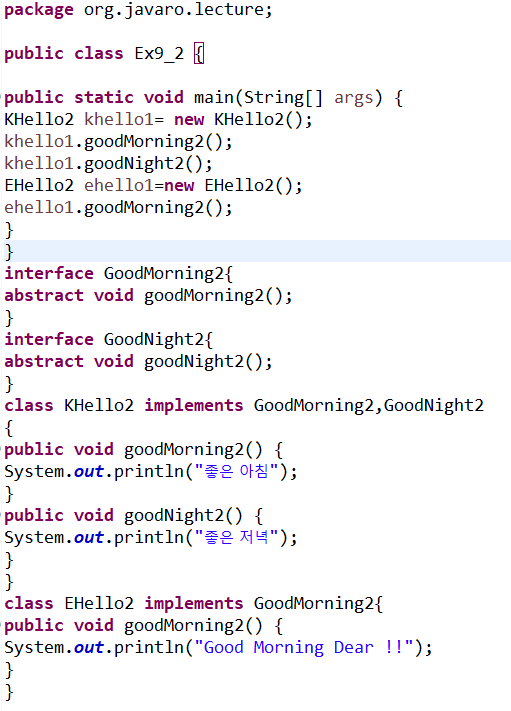 package org.javaro.lecture;
public class Ex9_2 {
public static void main(String[] args) {
KHello2 khello1= new KHello2();
khello1.goodMorning2();
khello1.goodNight2();
EHello2 ehello1=new EHello2();
ehello1.goodMorning2();
}
}
interface GoodMorning2{
abstract void goodMorning2();
}
interface GoodNight2{
abstract void goodNight2();
}
class KHello2 implements GoodMorning2,GoodNight2
{
public void goodMorning2() {
System.out.println("좋은 아침");
}
public void goodNight2() {
System.out.println("좋은 저녁");
}
}
class EHello2 implements GoodMorning2{
public void goodMorning2() {
System.out.println("Good Morning Dear !!");
}
}